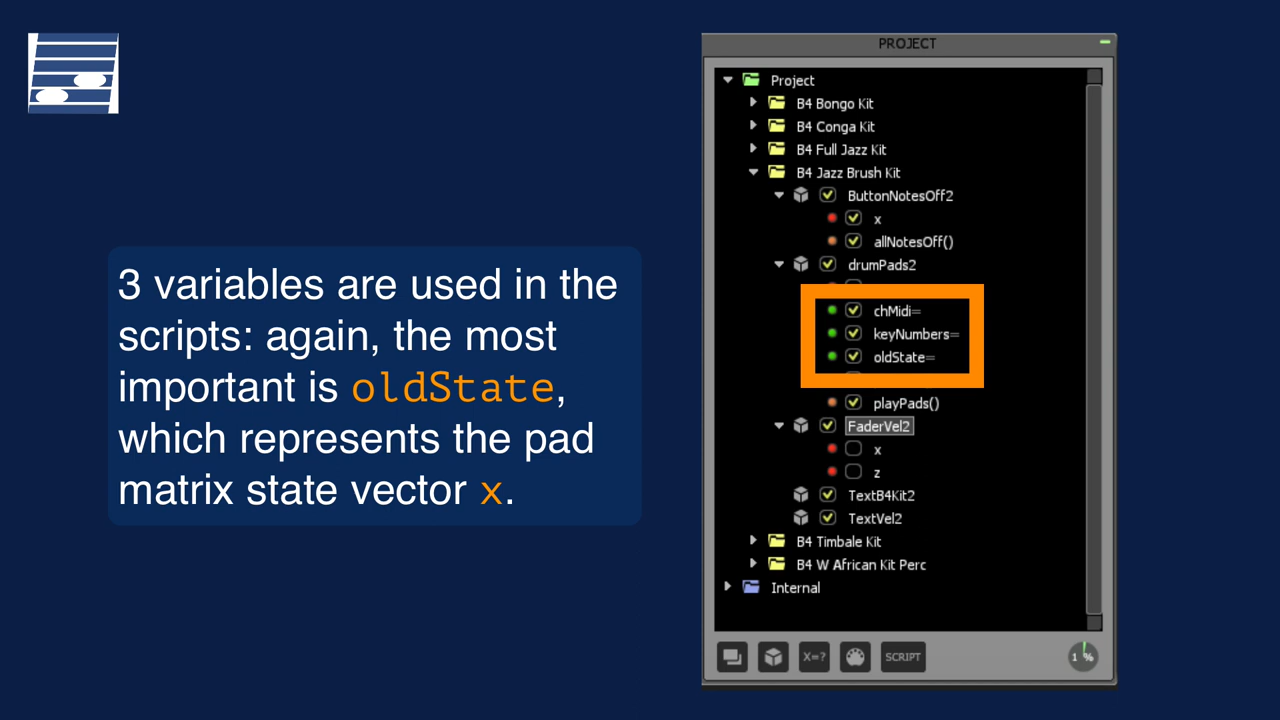 3 variables are used in the
scripts: again, the most
important is oldState,
which represents the pad
matrix state vector x.
PROJECT
Project
B4 Bongo Kit
B4 Conga Kit
B4 Full Jazz Kit
B4 Jazz Brush Kit
ButtonNotesOff2
x
allNotesOff()
drumPads2
chMidi=
keyNumbers=
oldState=
playPads()
FaderVel2
x
z
TextB4Kit2
TextVel2
B4 Timbale Kit
B4 W African Kit Perc
Internal
X=?
SCRIPT
1 %